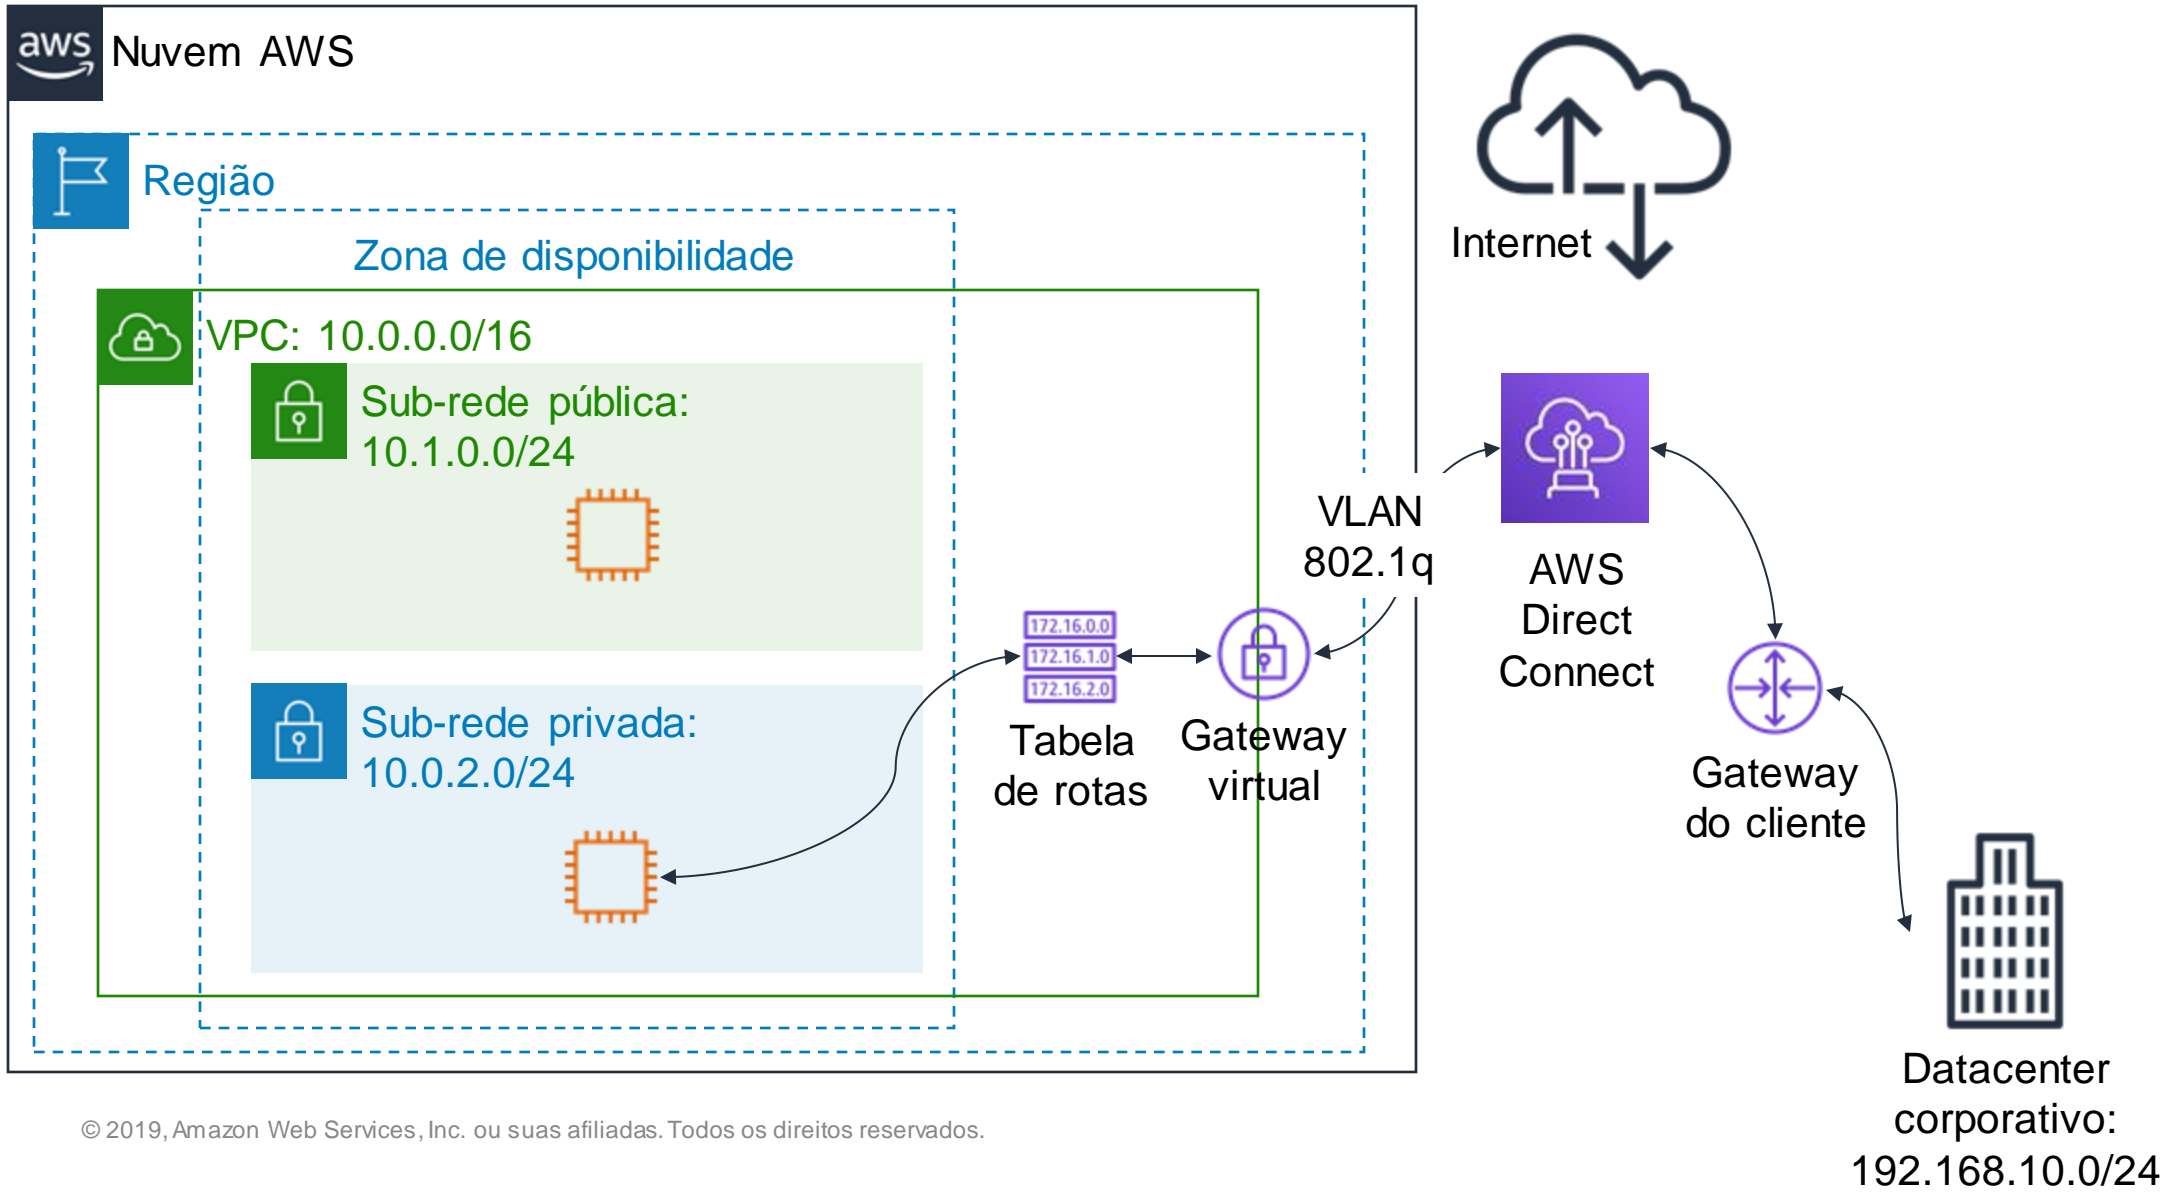 aws Nuvem AWS
Região
Zona de disponibilidade
VPC: 10.0.0.0/16
Sub-rede pública:
10.1.0.0/24
Sub-rede privada:
10.0.2.0/24
172.16.0.0
172.16.1.0
172.16.2.0
Tabela
de rotas
Gateway
virtual
VLAN
802.1q
Internet
AWS
Direct
Connect
Gateway
do cliente
Datacenter
corporativo:
192.168.10.0/24
© 2019, Amazon Web Services, Inc. ou suas afiliadas. Todos os direitos reservados.